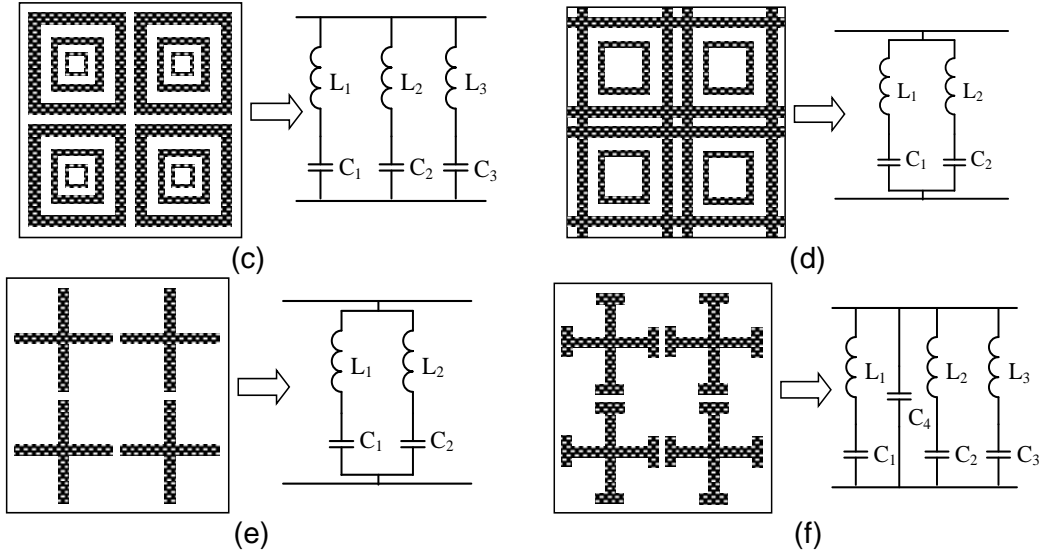 L₁ L₂ L₃
C₁ C₂ C₃
(c)
L₁ L₂
C₁ C₂
(d)
L₁ L₂
C₁ C₂
(e)
L₁ L₂ L₃
C₄
C₁ C₂ C₃
(f)